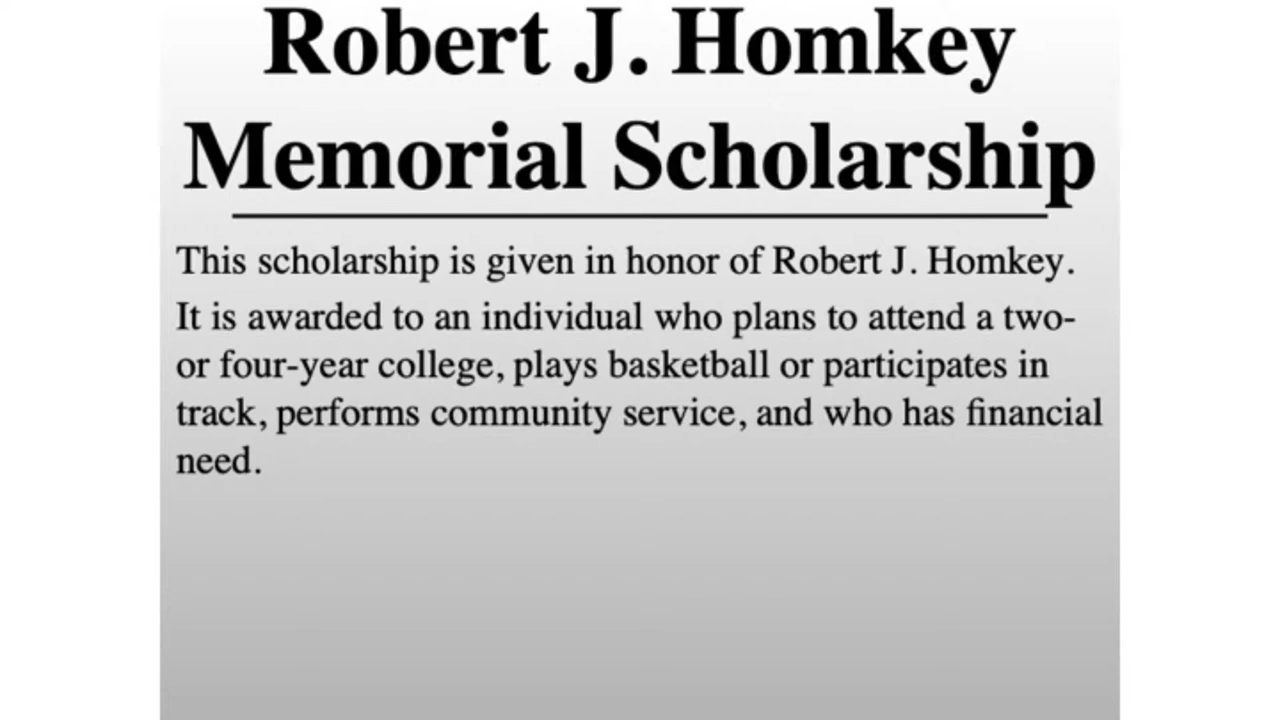 Robert J. Homkey
Memorial Scholarship
This scholarship is given in honor of Robert J. Homkey.
It is awarded to an individual who plans to attend a two-
or four-year college, plays basketball or participates in
track, performs community service, and who has financial
need.